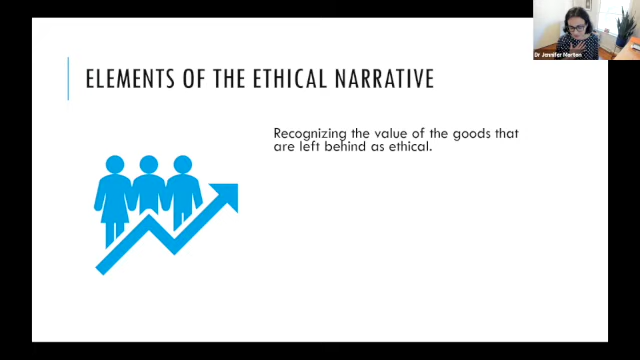 Dr Jennifer Morton
ELEMENTS OF THE ETHICAL NARRATIVE
Recognizing the value of the goods that
are left behind as ethical.